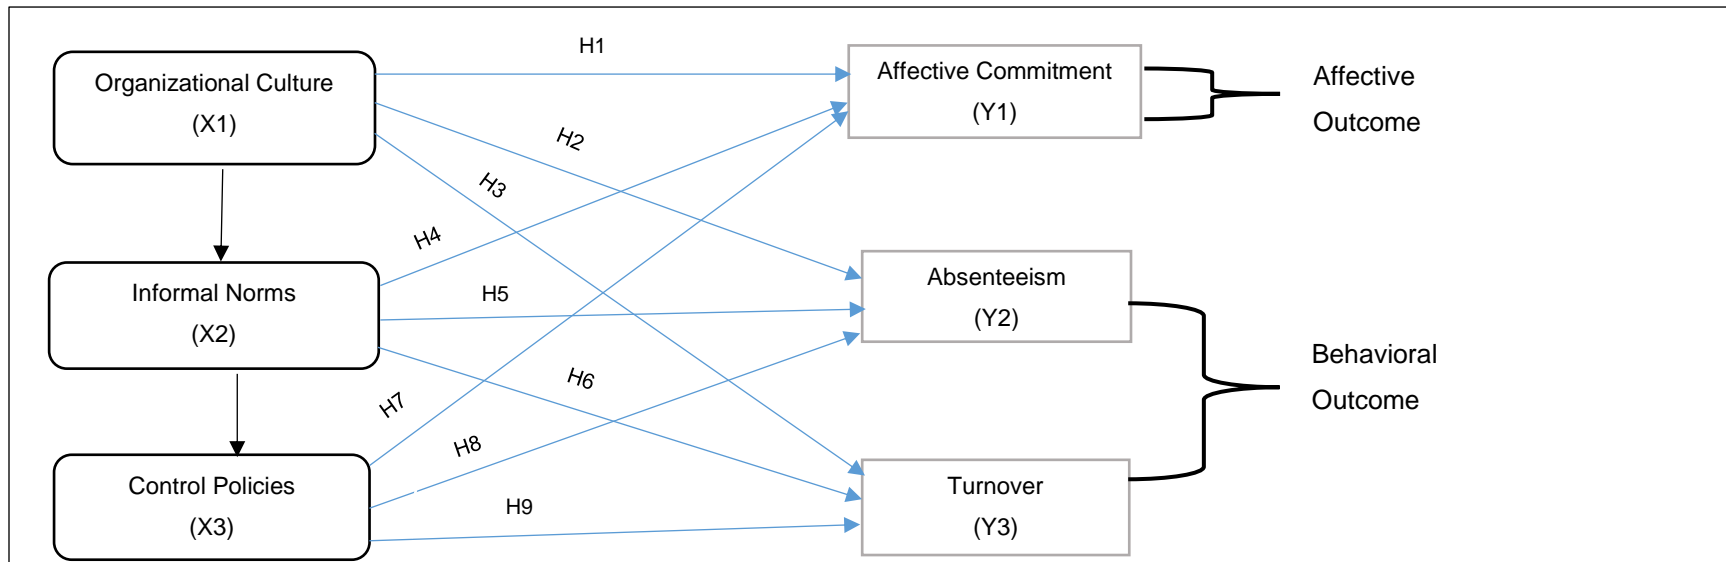 H1
Organizational Culture
(X1)
Affective Commitment
(Y1)
Affective
Outcome
H2
H3
H4
Informal Norms
(X2)
H5
Absenteeism
(Y2)
Behavioral
Outcome
H6
H7
H8
Control Policies
(X3)
H9
Turnover
(Y3)